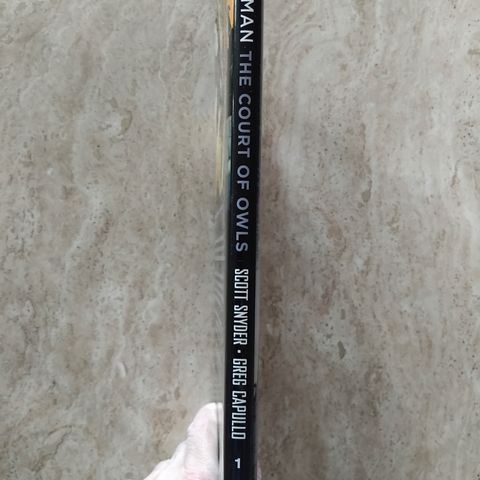 MAN THE COURT OF OWLS SCOTT SNYDER • GREG CAPULLO 1